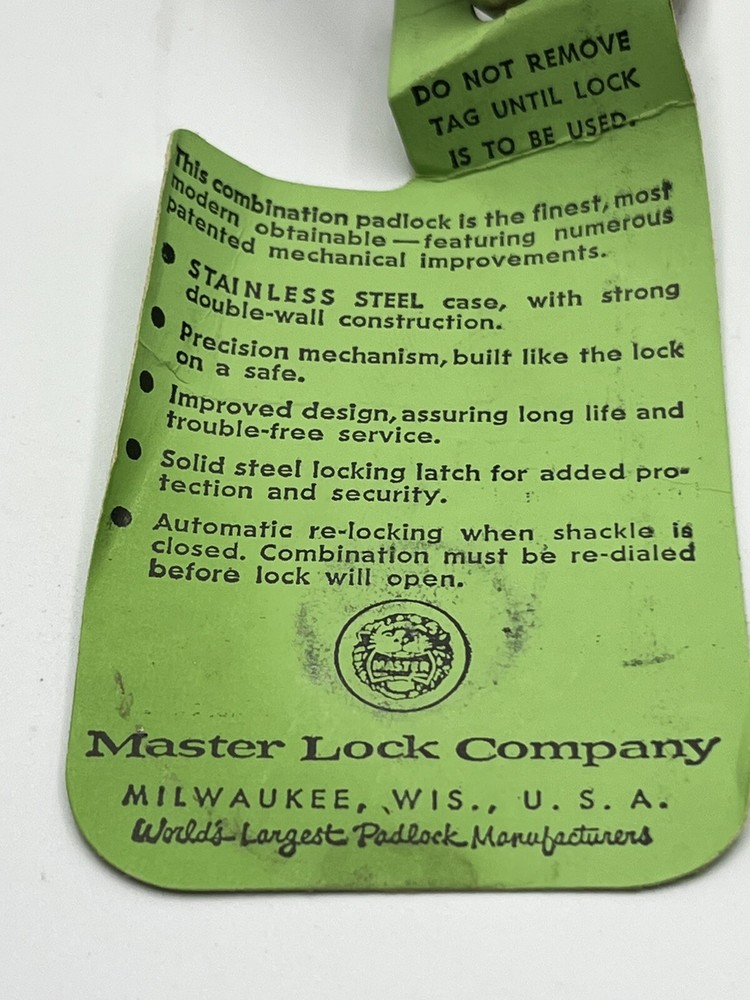 DO NOT REMOVE
TAG UNTIL LOCK
IS TO BE USED.
This combination padlock is the finest, most
modern obtainable — featuring numerous
patented mechanical improvements.
● STAINLESS STEEL case, with strong
double-wall construction.
● Precision mechanism, built like the lock
on a safe.
● Improved design, assuring long life and
trouble-free service.
● Solid steel locking latch for added pro-
tection and security.
● Automatic re-locking when shackle is
closed. Combination must be re-dialed
before lock will open.
MASTER
Master Lock Company
MILWAUKEE, WIS., U. S. A.
World's Largest Padlock Manufacturers